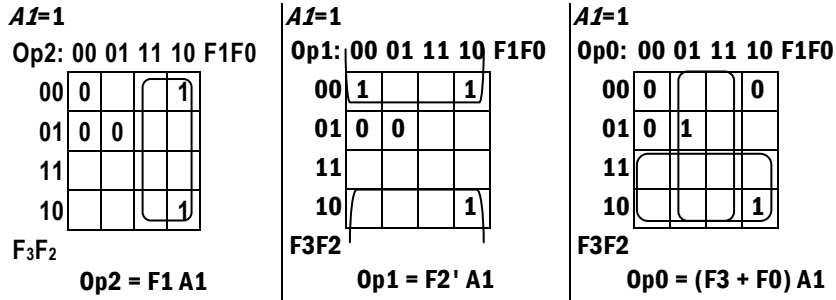 A1=1
Op2: 00 01 11 10 F1F0
00 0 1
01 0 0
11
10 1
F3F2
Op2 = F1 A1
A1=1
Op1: 00 01 11 10 F1F0
00 1 1
01 0 0
11
10 1
F3F2
Op1 = F2' A1
A1=1
Op0: 00 01 11 10 F1F0
00 0 0
01 0 1
11
10 1
F3F2
Op0 = (F3 + F0) A1